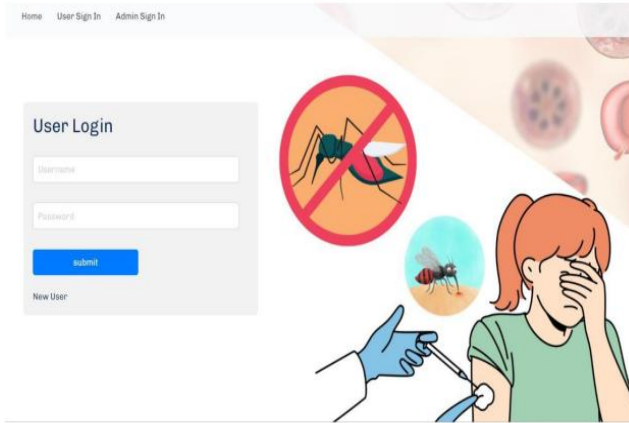 Home User Sign In Admin Sign In
User Login
Username
Password
submit
New User